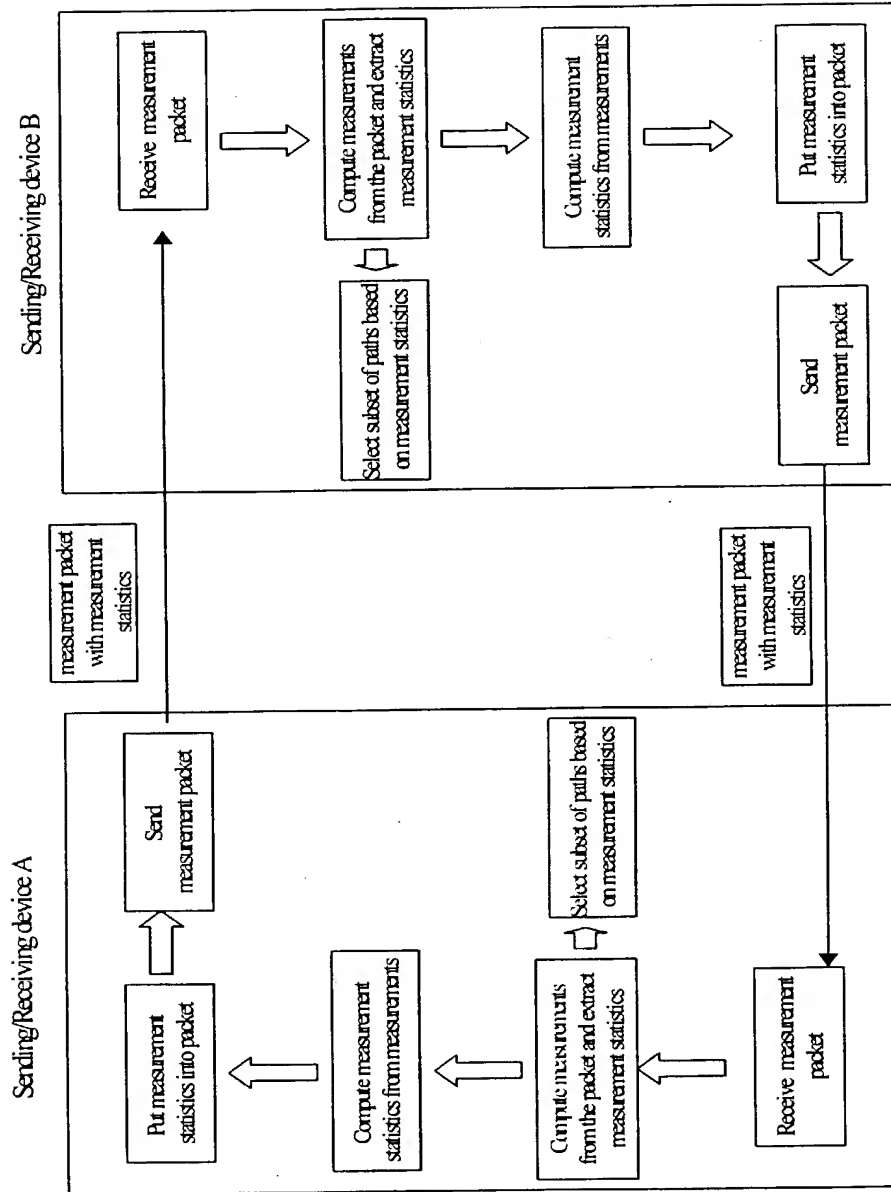 Sending/Receiving device A
Put measurement
statistics into packet
Send
measurement packet
Compute measurement
statistics from measurements
Compute measurements
from the packet and extract
measurement statistics
Select subset of paths based
on measurement statistics
Receive measurement
packet
measurement packet
with measurement
statistics
measurement packet
with measurement
statistics
Sending/Receiving device B
Receive measurement
packet
Compute measurements
from the packet and extract
measurement statistics
Select subset of paths based
on measurement statistics
Compute measurement
statistics from measurements
Put measurement
statistics into packet
Send
measurement packet